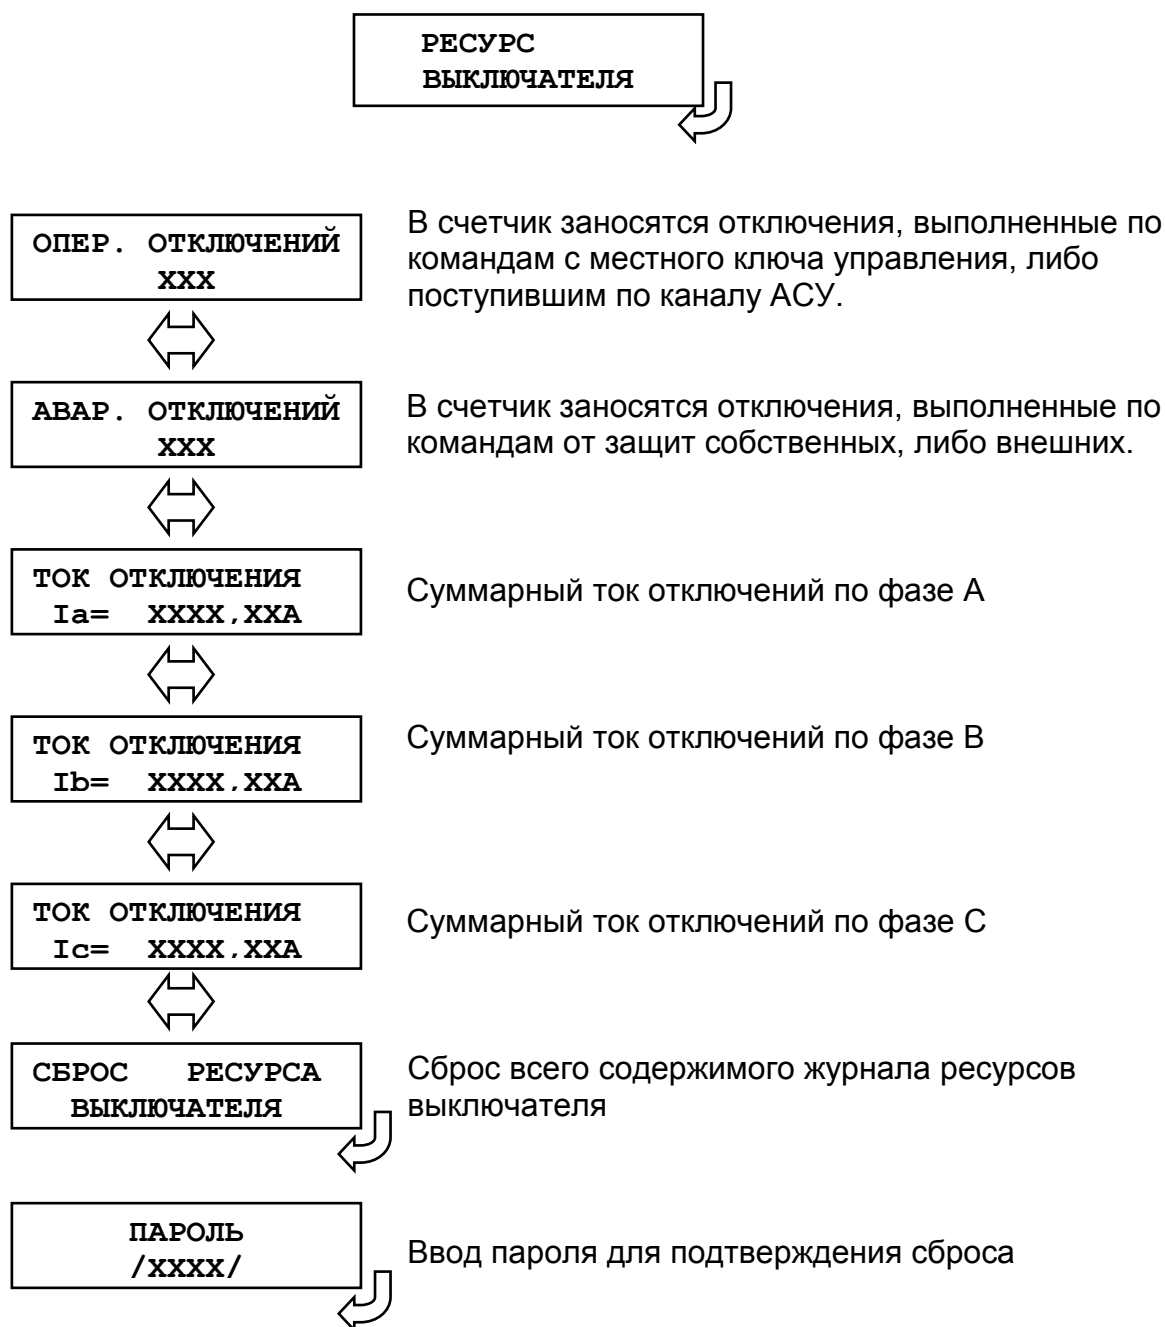 РЕСУРС
ВЫКЛЮЧАТЕЛЯ
ОПЕР. ОТКЛЮЧЕНИЙ
XXX
В счетчик заносятся отключения, выполненные по
командам с местного ключа управления, либо
поступившим по каналу АСУ.
АВАР. ОТКЛЮЧЕНИЙ
XXX
В счетчик заносятся отключения, выполненные по
командам от защит собственных, либо внешних.
ТОК ОТКЛЮЧЕНИЯ
Ia= XXXX,XXА
Суммарный ток отключений по фазе А
ТОК ОТКЛЮЧЕНИЯ
Ib= XXXX,XXА
Суммарный ток отключений по фазе В
ТОК ОТКЛЮЧЕНИЯ
Ic= XXXX,XXА
Суммарный ток отключений по фазе С
СБРОС РЕСУРСА
ВЫКЛЮЧАТЕЛЯ
Сброс всего содержимого журнала ресурсов
выключателя
ПАРОЛЬ
/XXXX/
Ввод пароля для подтверждения сброса